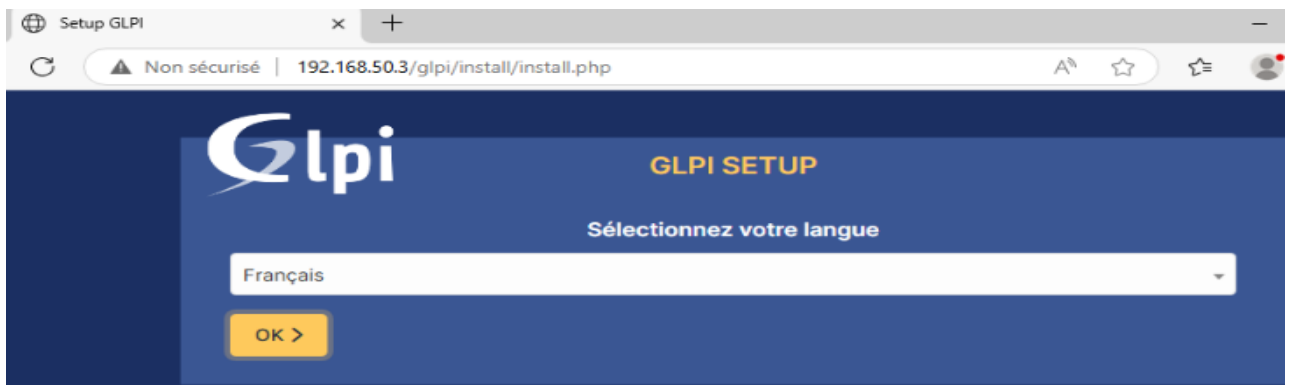 Setup GLPI
Non sécurisé | 192.168.50.3/glpi/install/install.php
Glpi
GLPI SETUP
Sélectionnez votre langue
Français
OK >